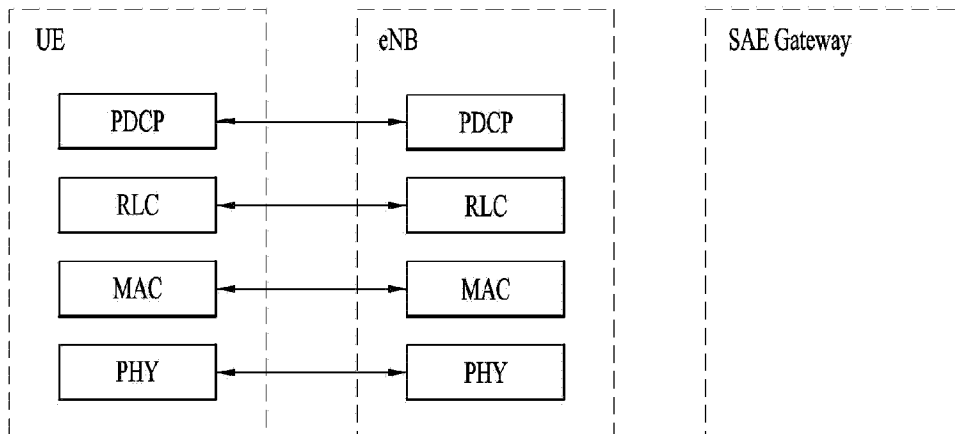 UE eNB SAE Gateway
PDCP PDCP
RLC RLC
MAC MAC
PHY PHY